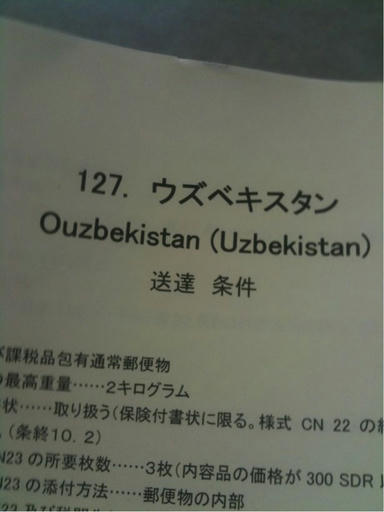 127. ウズベキスタン
Ouzbekistan (Uzbekistan)
送達 条件
課税品包有通常郵便物
最高重量……2キログラム
状……取り扱う(保険付書状に限る。様式 CN 22 の
(条終10.2)
N23 の所要枚数……3枚(内容品の価格が 300 SDR
N23 の添付方法……郵便物の内部